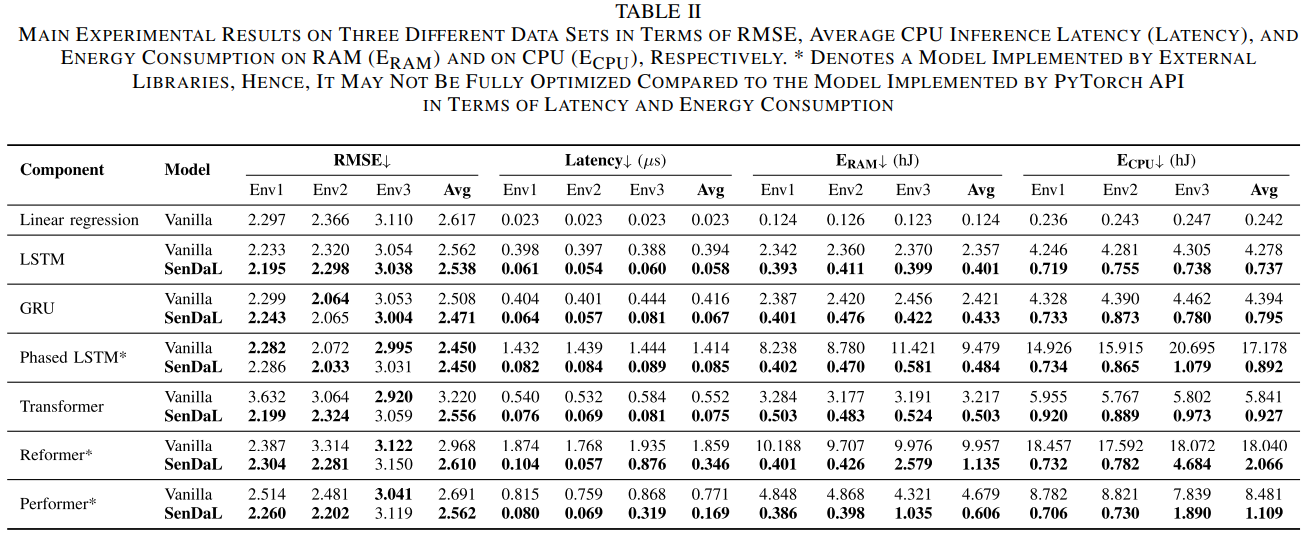 TABLE II
MAIN EXPERIMENTAL RESULTS ON THREE DIFFERENT DATA SETS IN TERMS OF RMSE, AVERAGE CPU INFERENCE LATENCY (LATENCY), AND
ENERGY CONSUMPTION ON RAM (E_RAM) AND ON CPU (E_CPU), RESPECTIVELY. * DENOTES A MODEL IMPLEMENTED BY EXTERNAL
LIBRARIES, HENCE, IT MAY NOT BE FULLY OPTIMIZED COMPARED TO THE MODEL IMPLEMENTED BY PYTORCH API
IN TERMS OF LATENCY AND ENERGY CONSUMPTION
Component Model RMSE↓ Latency↓ (μs) E_RAM↓ (hJ) E_CPU↓ (hJ)
Env1 Env2 Env3 Avg Env1 Env2 Env3 Avg Env1 Env2 Env3 Avg Env1 Env2 Env3 Avg
Linear regression Vanilla 2.297 2.366 3.110 2.617 0.023 0.023 0.023 0.023 0.124 0.126 0.123 0.124 0.236 0.243 0.247 0.242
LSTM
Vanilla 2.233 2.320 3.054 2.562 0.398 0.397 0.388 0.394 2.342 2.360 2.370 2.357 4.246 4.281 4.305 4.278
SenDaL 2.195 2.298 3.038 2.538 0.061 0.054 0.060 0.058 0.393 0.411 0.399 0.401 0.719 0.755 0.738 0.737
GRU
Vanilla 2.299 2.064 3.053 2.508 0.404 0.401 0.444 0.416 2.387 2.420 2.456 2.421 4.328 4.390 4.462 4.394
SenDaL 2.243 2.065 3.004 2.471 0.064 0.057 0.081 0.067 0.401 0.476 0.422 0.433 0.733 0.873 0.780 0.795
Phased LSTM*
Vanilla 2.282 2.072 2.995 2.450 1.432 1.439 1.444 1.414 8.238 8.780 11.421 9.479 14.926 15.915 20.695 17.178
SenDaL 2.286 2.033 3.031 2.450 0.082 0.084 0.089 0.085 0.402 0.470 0.581 0.484 0.734 0.865 1.079 0.892
Transformer
Vanilla 3.632 3.064 2.920 3.220 0.540 0.532 0.584 0.552 3.284 3.177 3.191 3.217 5.955 5.767 5.802 5.841
SenDaL 2.199 2.324 3.059 2.556 0.076 0.069 0.081 0.075 0.503 0.483 0.524 0.503 0.920 0.889 0.973 0.927
Reformer*
Vanilla 2.387 3.314 3.122 2.968 1.874 1.768 1.935 1.859 10.188 9.707 9.976 9.957 18.457 17.592 18.072 18.040
SenDaL 2.304 2.281 3.150 2.610 0.104 0.057 0.876 0.346 0.401 0.426 2.579 1.135 0.732 0.782 4.684 2.066
Performer*
Vanilla 2.514 2.481 3.041 2.691 0.815 0.759 0.868 0.771 4.848 4.868 4.321 4.679 8.782 8.821 7.839 8.481
SenDaL 2.260 2.202 3.119 2.562 0.080 0.069 0.319 0.169 0.386 0.398 1.035 0.606 0.706 0.730 1.890 1.109